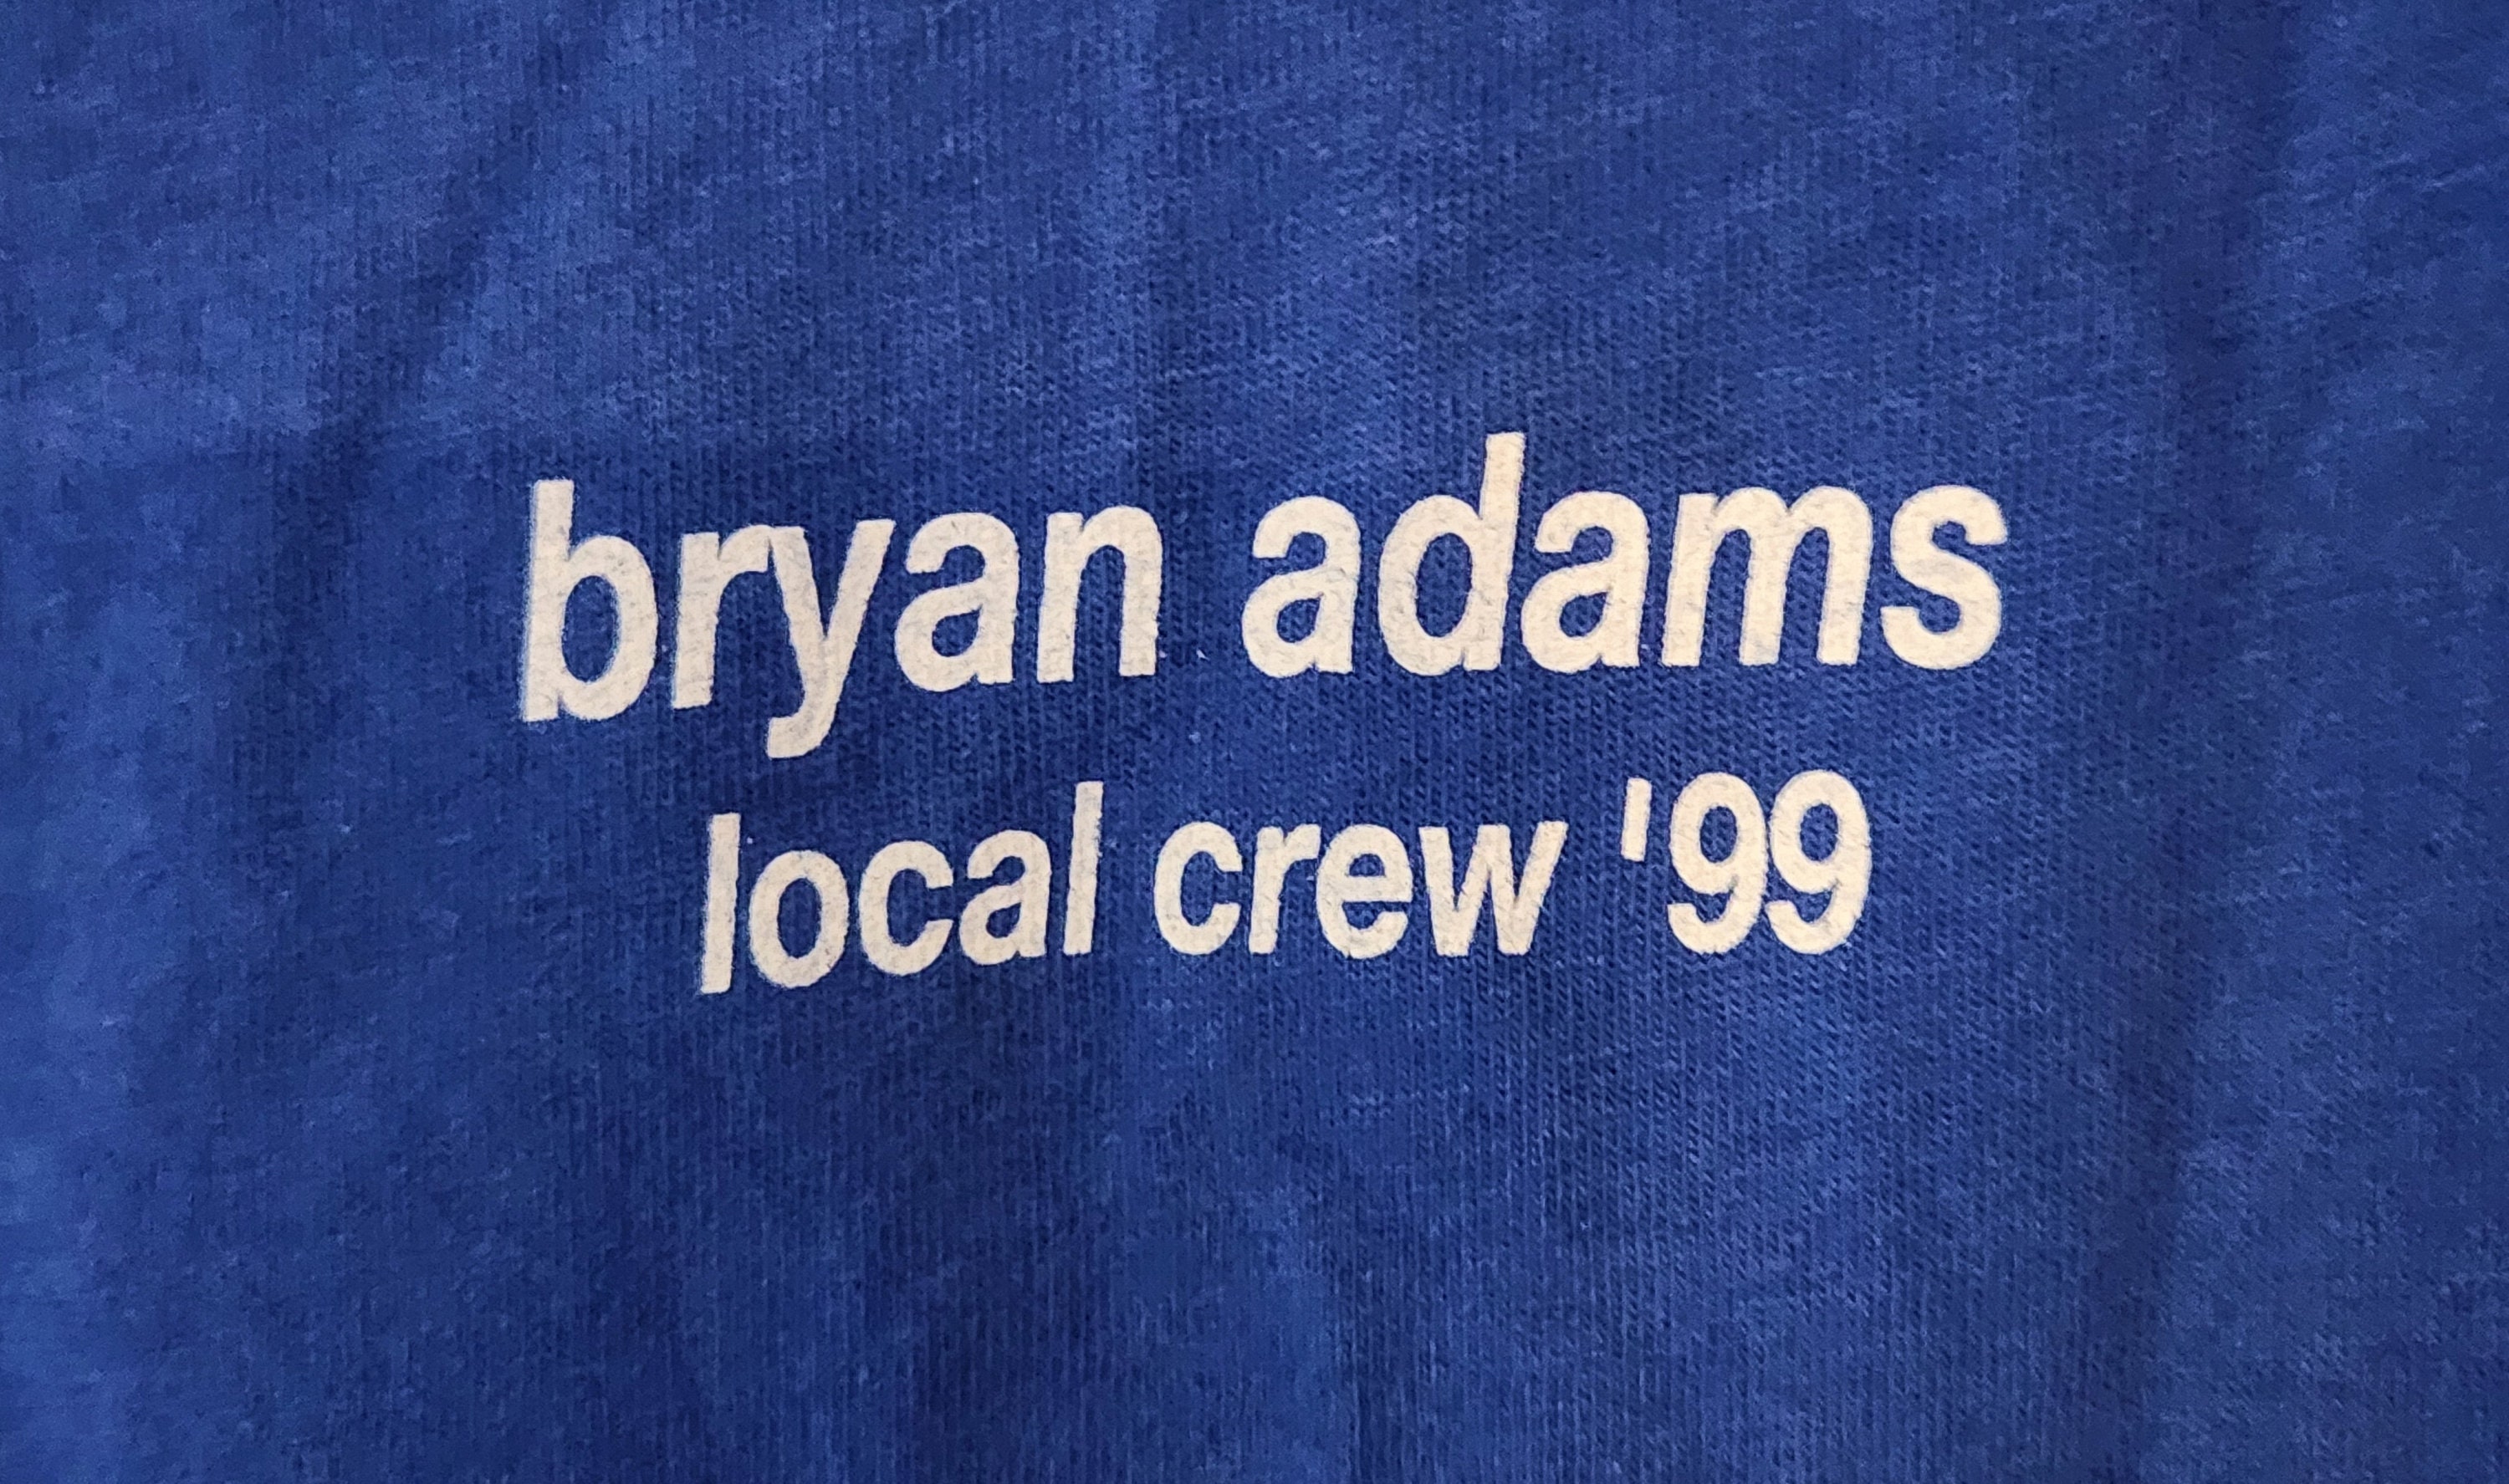 bryan adams
local crew '99